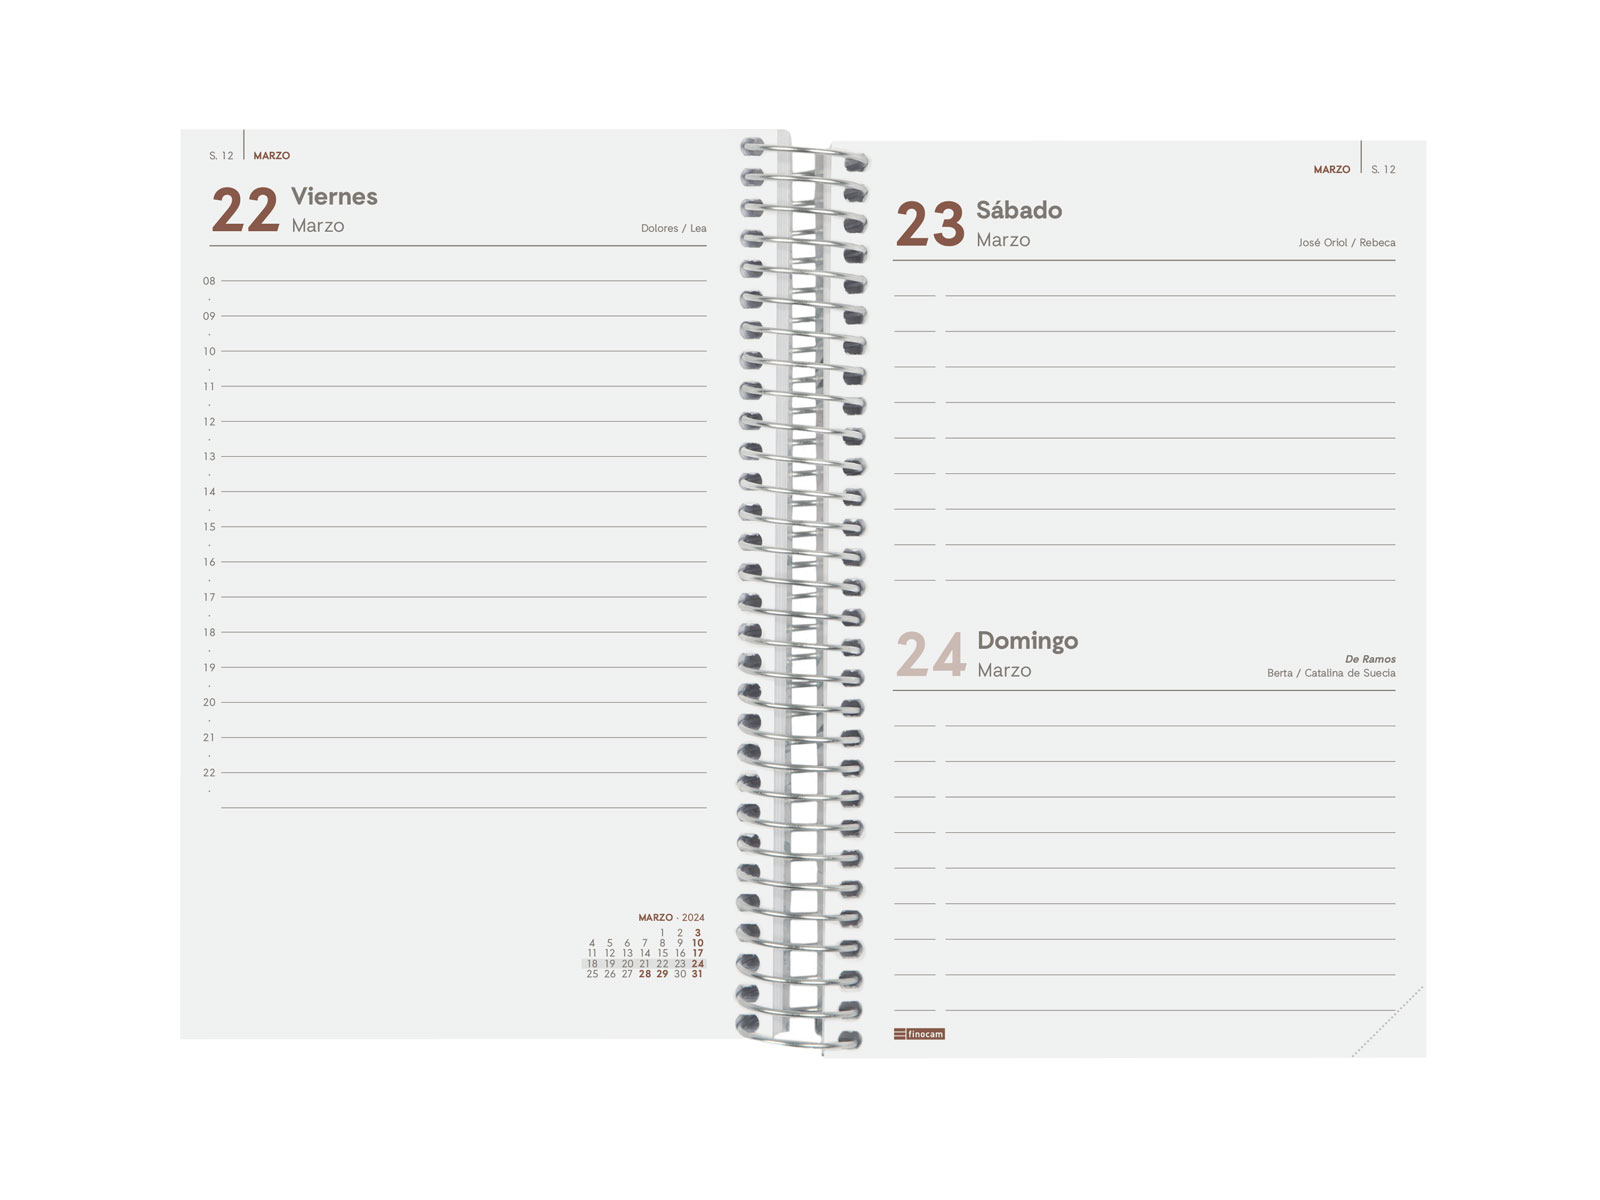 S. 12 MARZO
22 Viernes
Marzo
Dolores / Lea
08
09
10
11
12
13
14
15
16
17
18
19
20
21
22
MARZO · 2024
1 2 3
4 5 6 7 8 9 10
11 12 13 14 15 16 17
18 19 20 21 22 23 24
25 26 27 28 29 30 31
MARZO S. 12
23 Sábado
Marzo
José Oriol / Rebeca
24 Domingo
Marzo
De Ramos
Berta / Catalina de Suecia
finocam